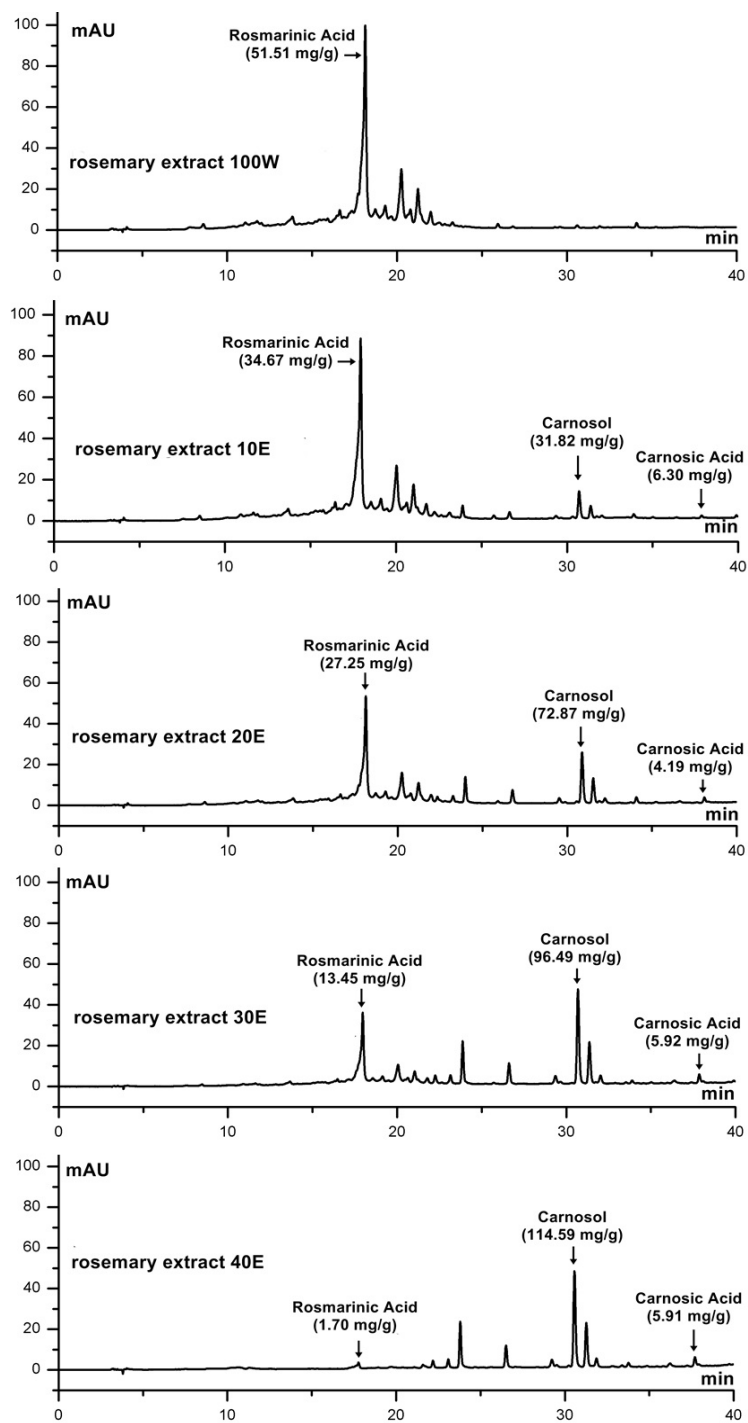 100
mAU
Rosmarinic Acid
(51.51 mg/g)
80
60
40
rosemary extract 100W
20
0
min
0 10 20 30 40
100
mAU
80
Rosmarinic Acid
(34.67 mg/g)
60
40
rosemary extract 10E
Carnosol
(31.82 mg/g)
Carnosic Acid
(6.30 mg/g)
20
0
min
0 10 20 30 40
100
mAU
80
Rosmarinic Acid
(27.25 mg/g)
60
40
rosemary extract 20E
Carnosol
(72.87 mg/g)
Carnosic Acid
(4.19 mg/g)
20
0
min
0 10 20 30 40
100
mAU
80
60
Rosmarinic Acid
(13.45 mg/g)
Carnosol
(96.49 mg/g)
40
rosemary extract 30E
Carnosic Acid
(5.92 mg/g)
20
0
min
0 10 20 30 40
100
mAU
80
Carnosol
(114.59 mg/g)
60
rosemary extract 40E
40
Rosmarinic Acid
(1.70 mg/g)
Carnosic Acid
(5.91 mg/g)
20
0
min
0 10 20 30 40